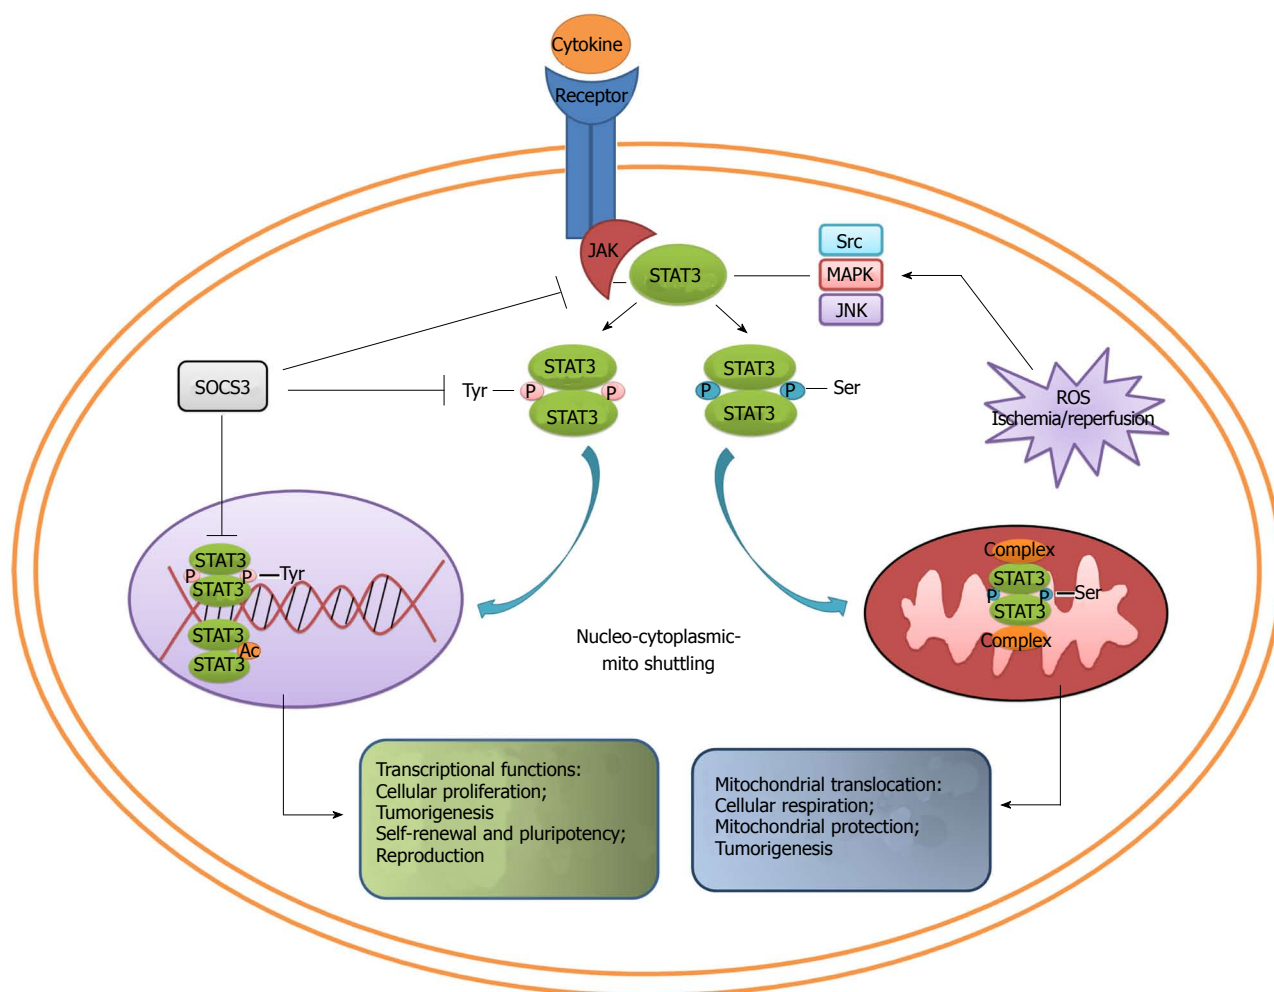 Cytokine
Receptor
JAK
STAT3
Src
MAPK
JNK
SOCS3
Tyr
STAT3
P
P
STAT3
STAT3
P
P
STAT3
Ser
ROS
Ischemia/reperfusion
STAT3
P
P
Tyr
STAT3
STAT3
Ac
STAT3
Nucleo-cytoplasmic-
mito shuttling
Complex
STAT3
P
P
Ser
STAT3
Complex
Transcriptional functions:
Cellular proliferation;
Tumorigenesis
Self-renewal and pluripotency;
Reproduction
Mitochondrial translocation:
Cellular respiration;
Mitochondrial protection;
Tumorigenesis